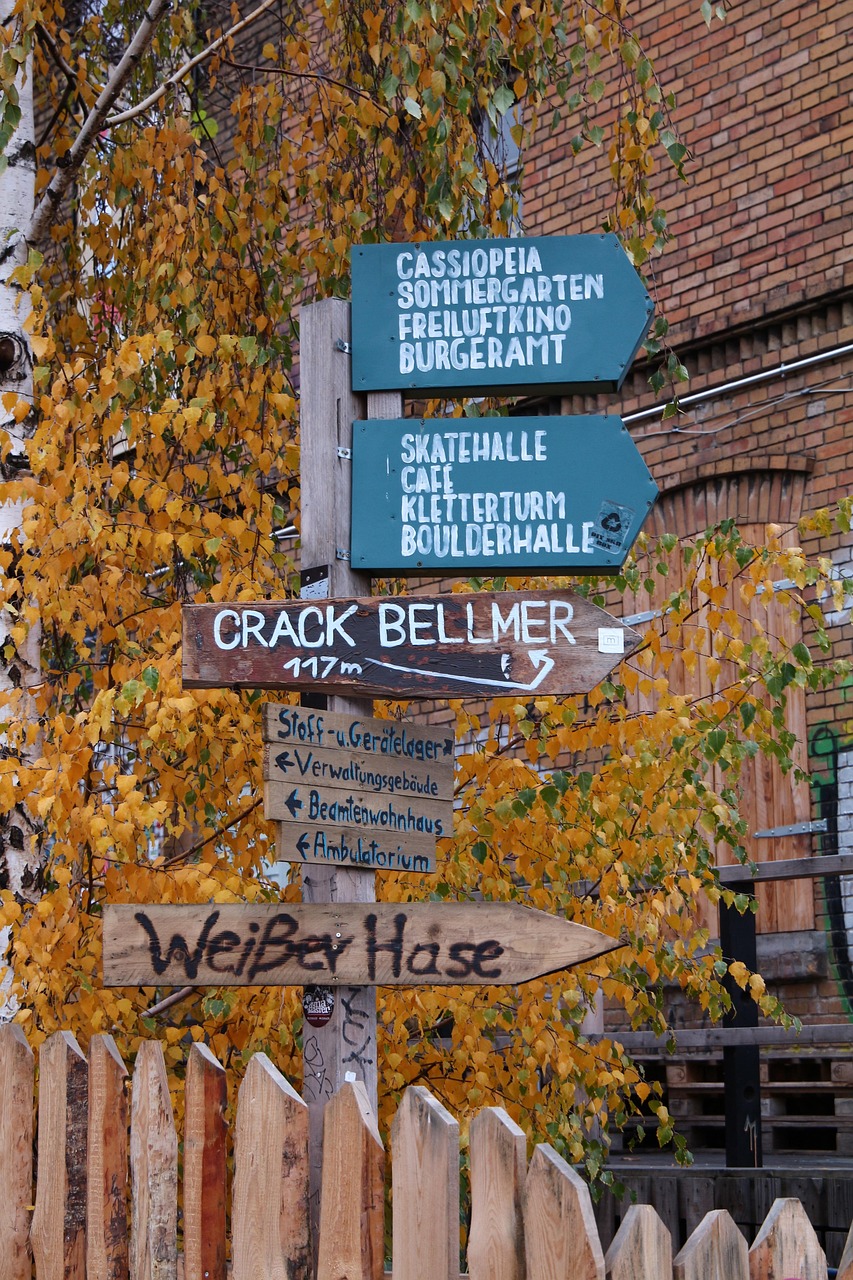 CASSIOPEIA
SOMMERGARTEN
FREILUFTKINO
BURGERAMT
SKATEHALLE
CAFÉ
KLETTERTURM
BOULDERHALLE
CRACK BELLMER
117m
Stoff-u.Gerätelager
Verwaltungsgebäude
Beamtenwohnhaus
Ambulatorium
Weißer Hase